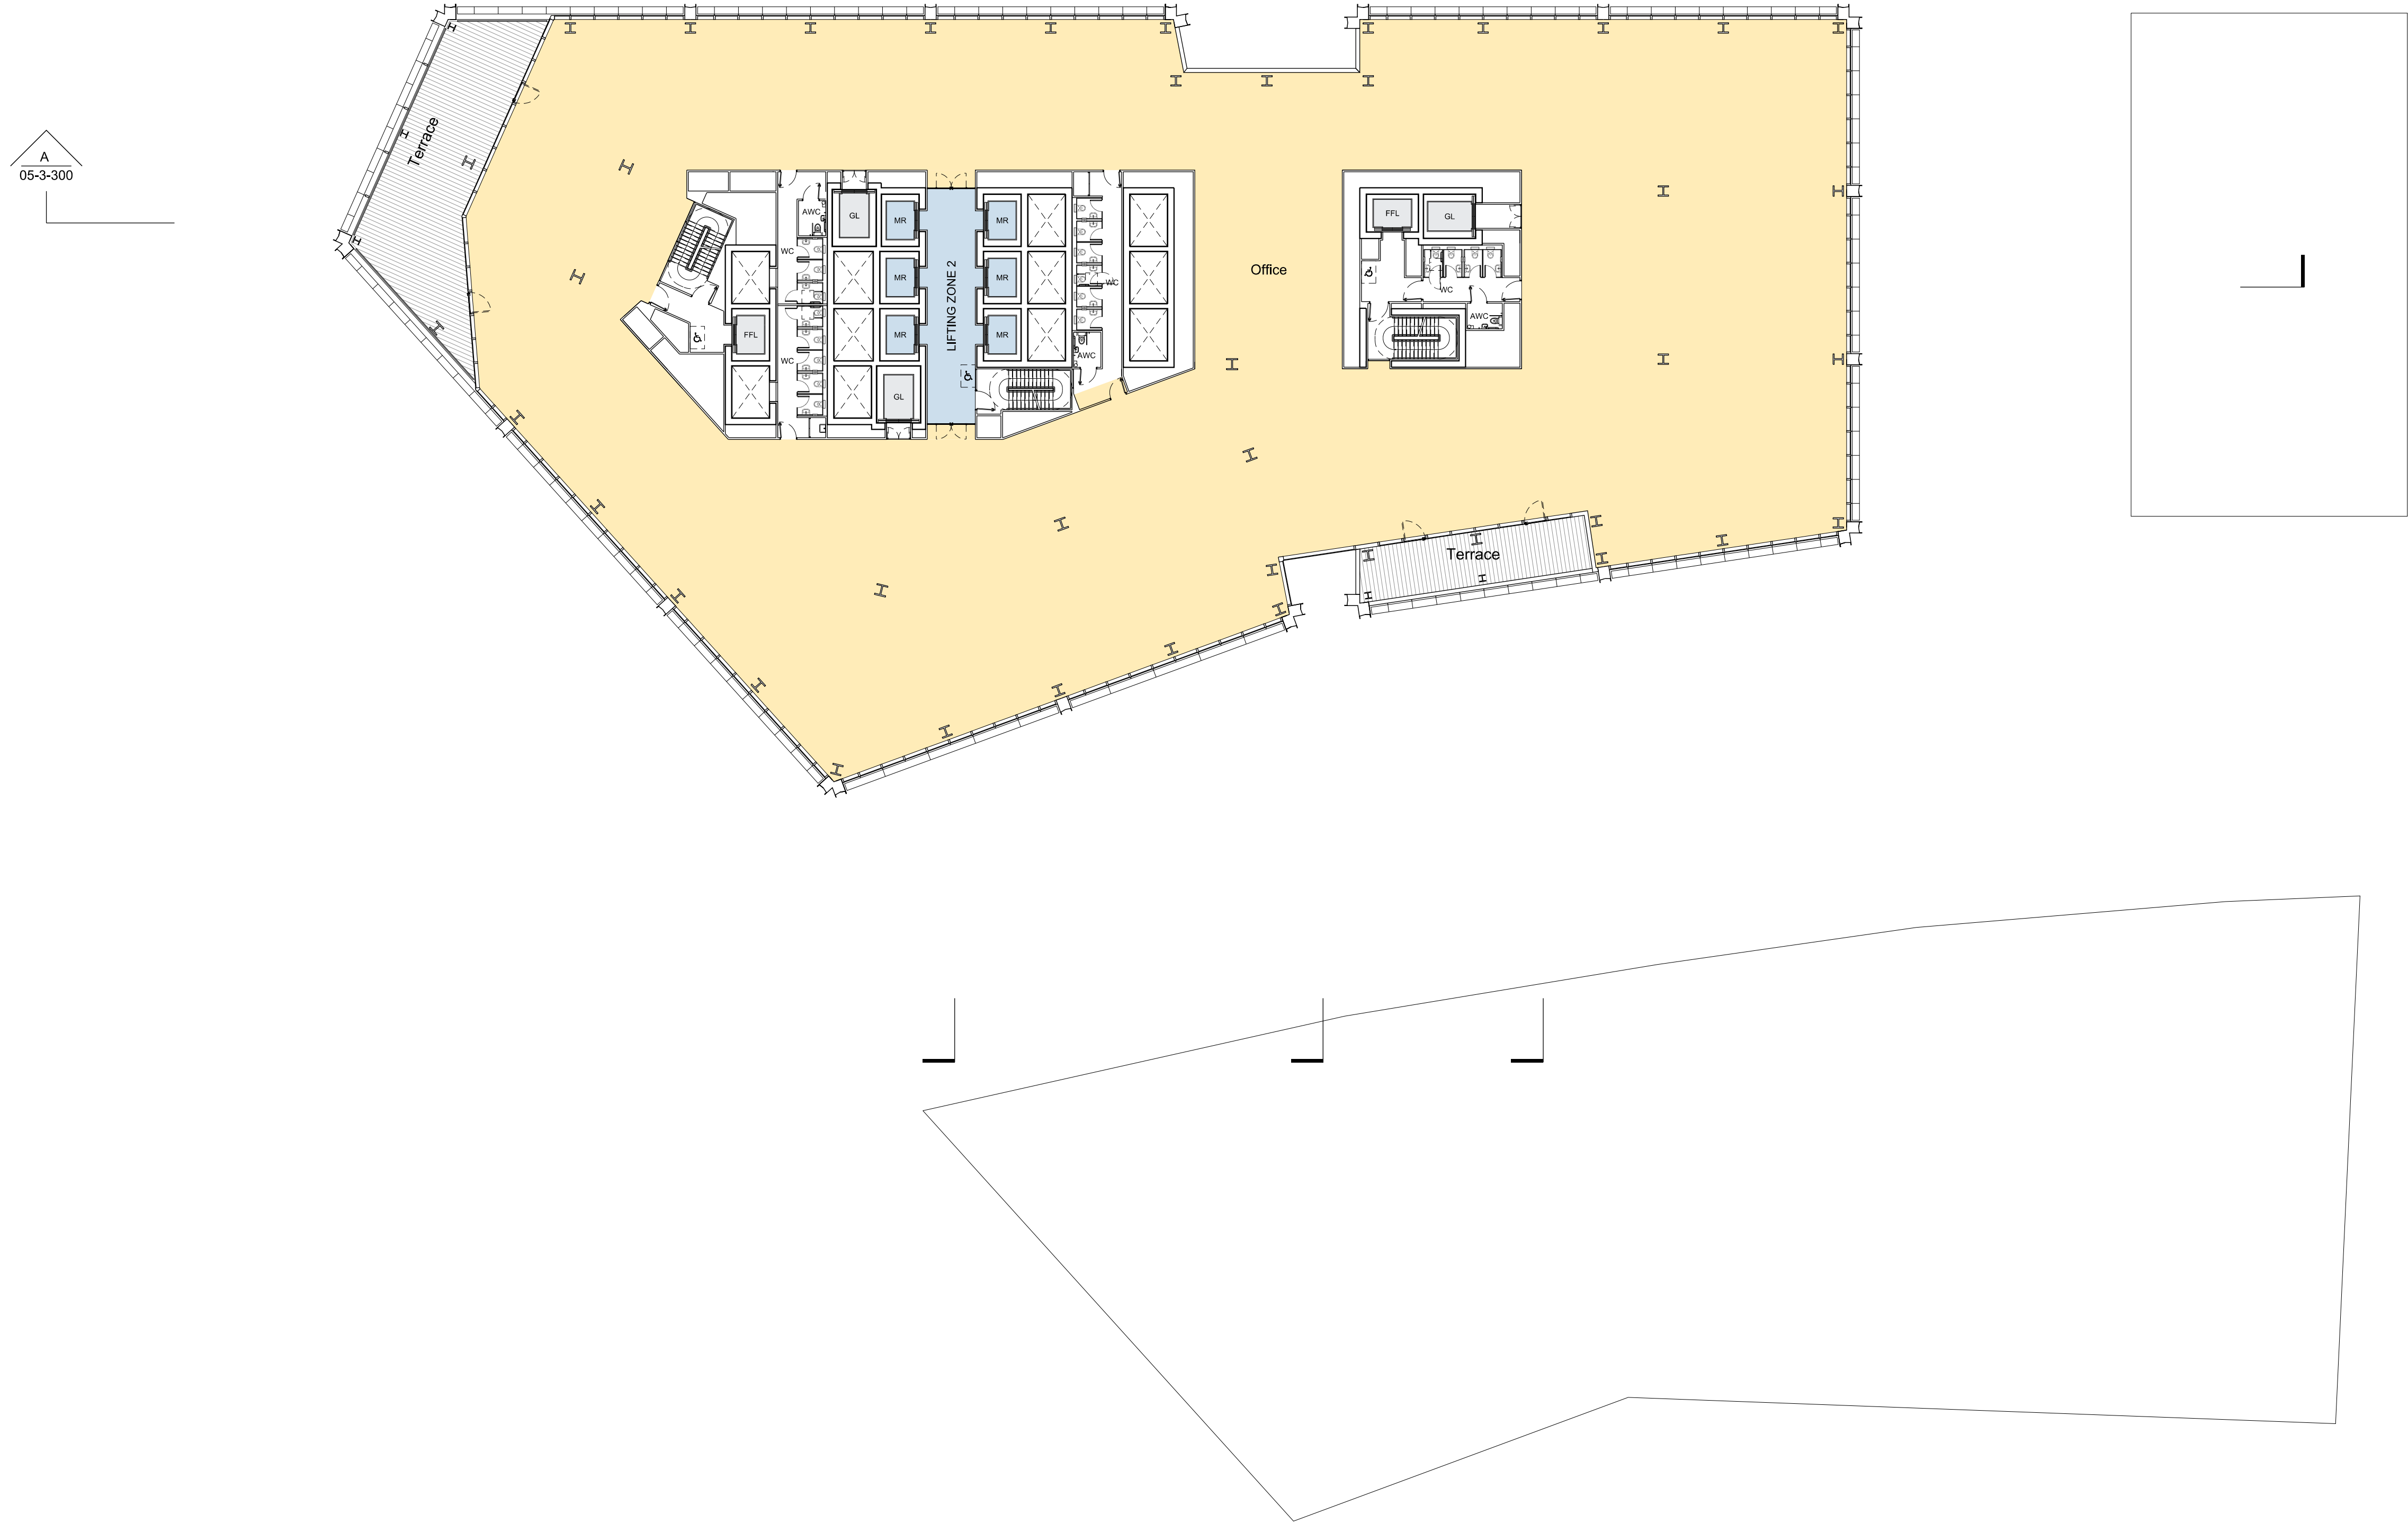 Terrace
A
05-3-300
AWC
GL
MR
MR
FFL
GL
WC
MR
MR
WC
Office
WC
LIFTING ZONE 2
AWC
FFL
MR
MR
WC
AWC
GL
Terrace